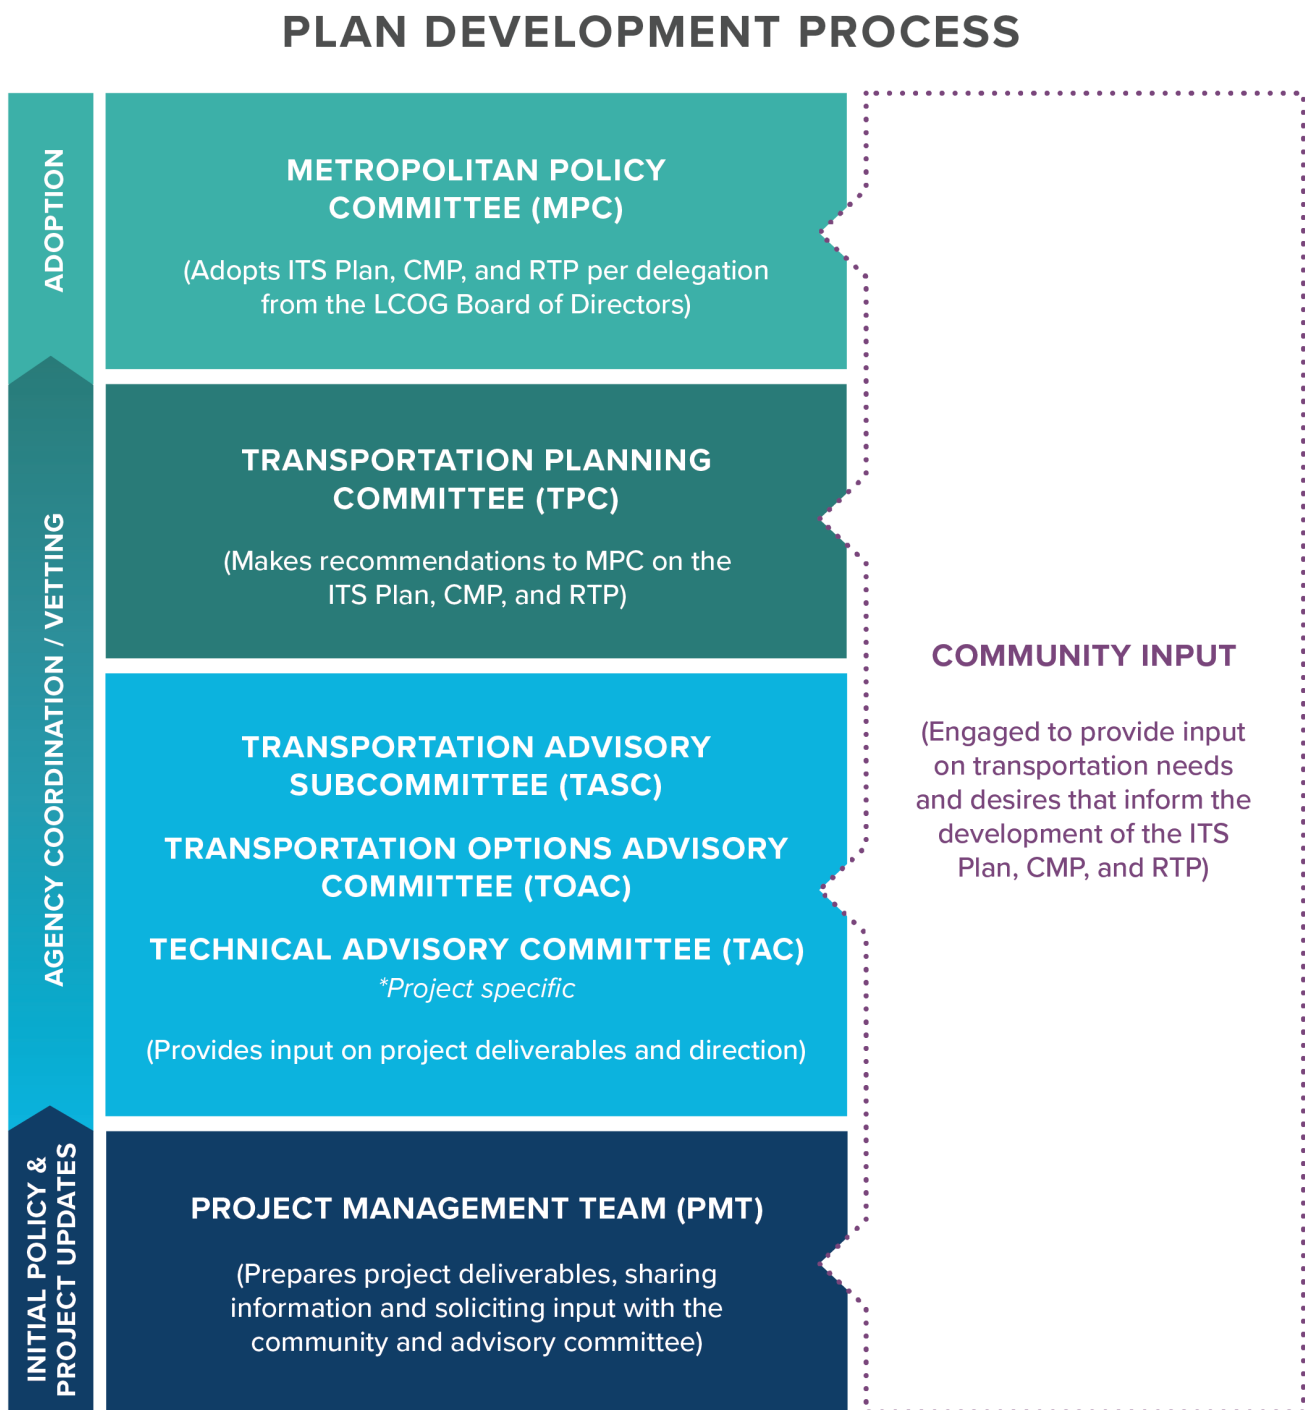 PLAN DEVELOPMENT PROCESS
ADOPTION
METROPOLITAN POLICY
COMMITTEE (MPC)
(Adopts ITS Plan, CMP, and RTP per delegation
from the LCOG Board of Directors)
AGENCY COORDINATION / VETTING
TRANSPORTATION PLANNING
COMMITTEE (TPC)
(Makes recommendations to MPC on the
ITS Plan, CMP, and RTP)
TRANSPORTATION ADVISORY
SUBCOMMITTEE (TASC)
TRANSPORTATION OPTIONS ADVISORY
COMMITTEE (TOAC)
TECHNICAL ADVISORY COMMITTEE (TAC)
*Project specific
(Provides input on project deliverables and direction)
INITIAL POLICY &
PROJECT UPDATES
PROJECT MANAGEMENT TEAM (PMT)
(Prepares project deliverables, sharing
information and soliciting input with the
community and advisory committee)
COMMUNITY INPUT
(Engaged to provide input
on transportation needs
and desires that inform the
development of the ITS
Plan, CMP, and RTP)